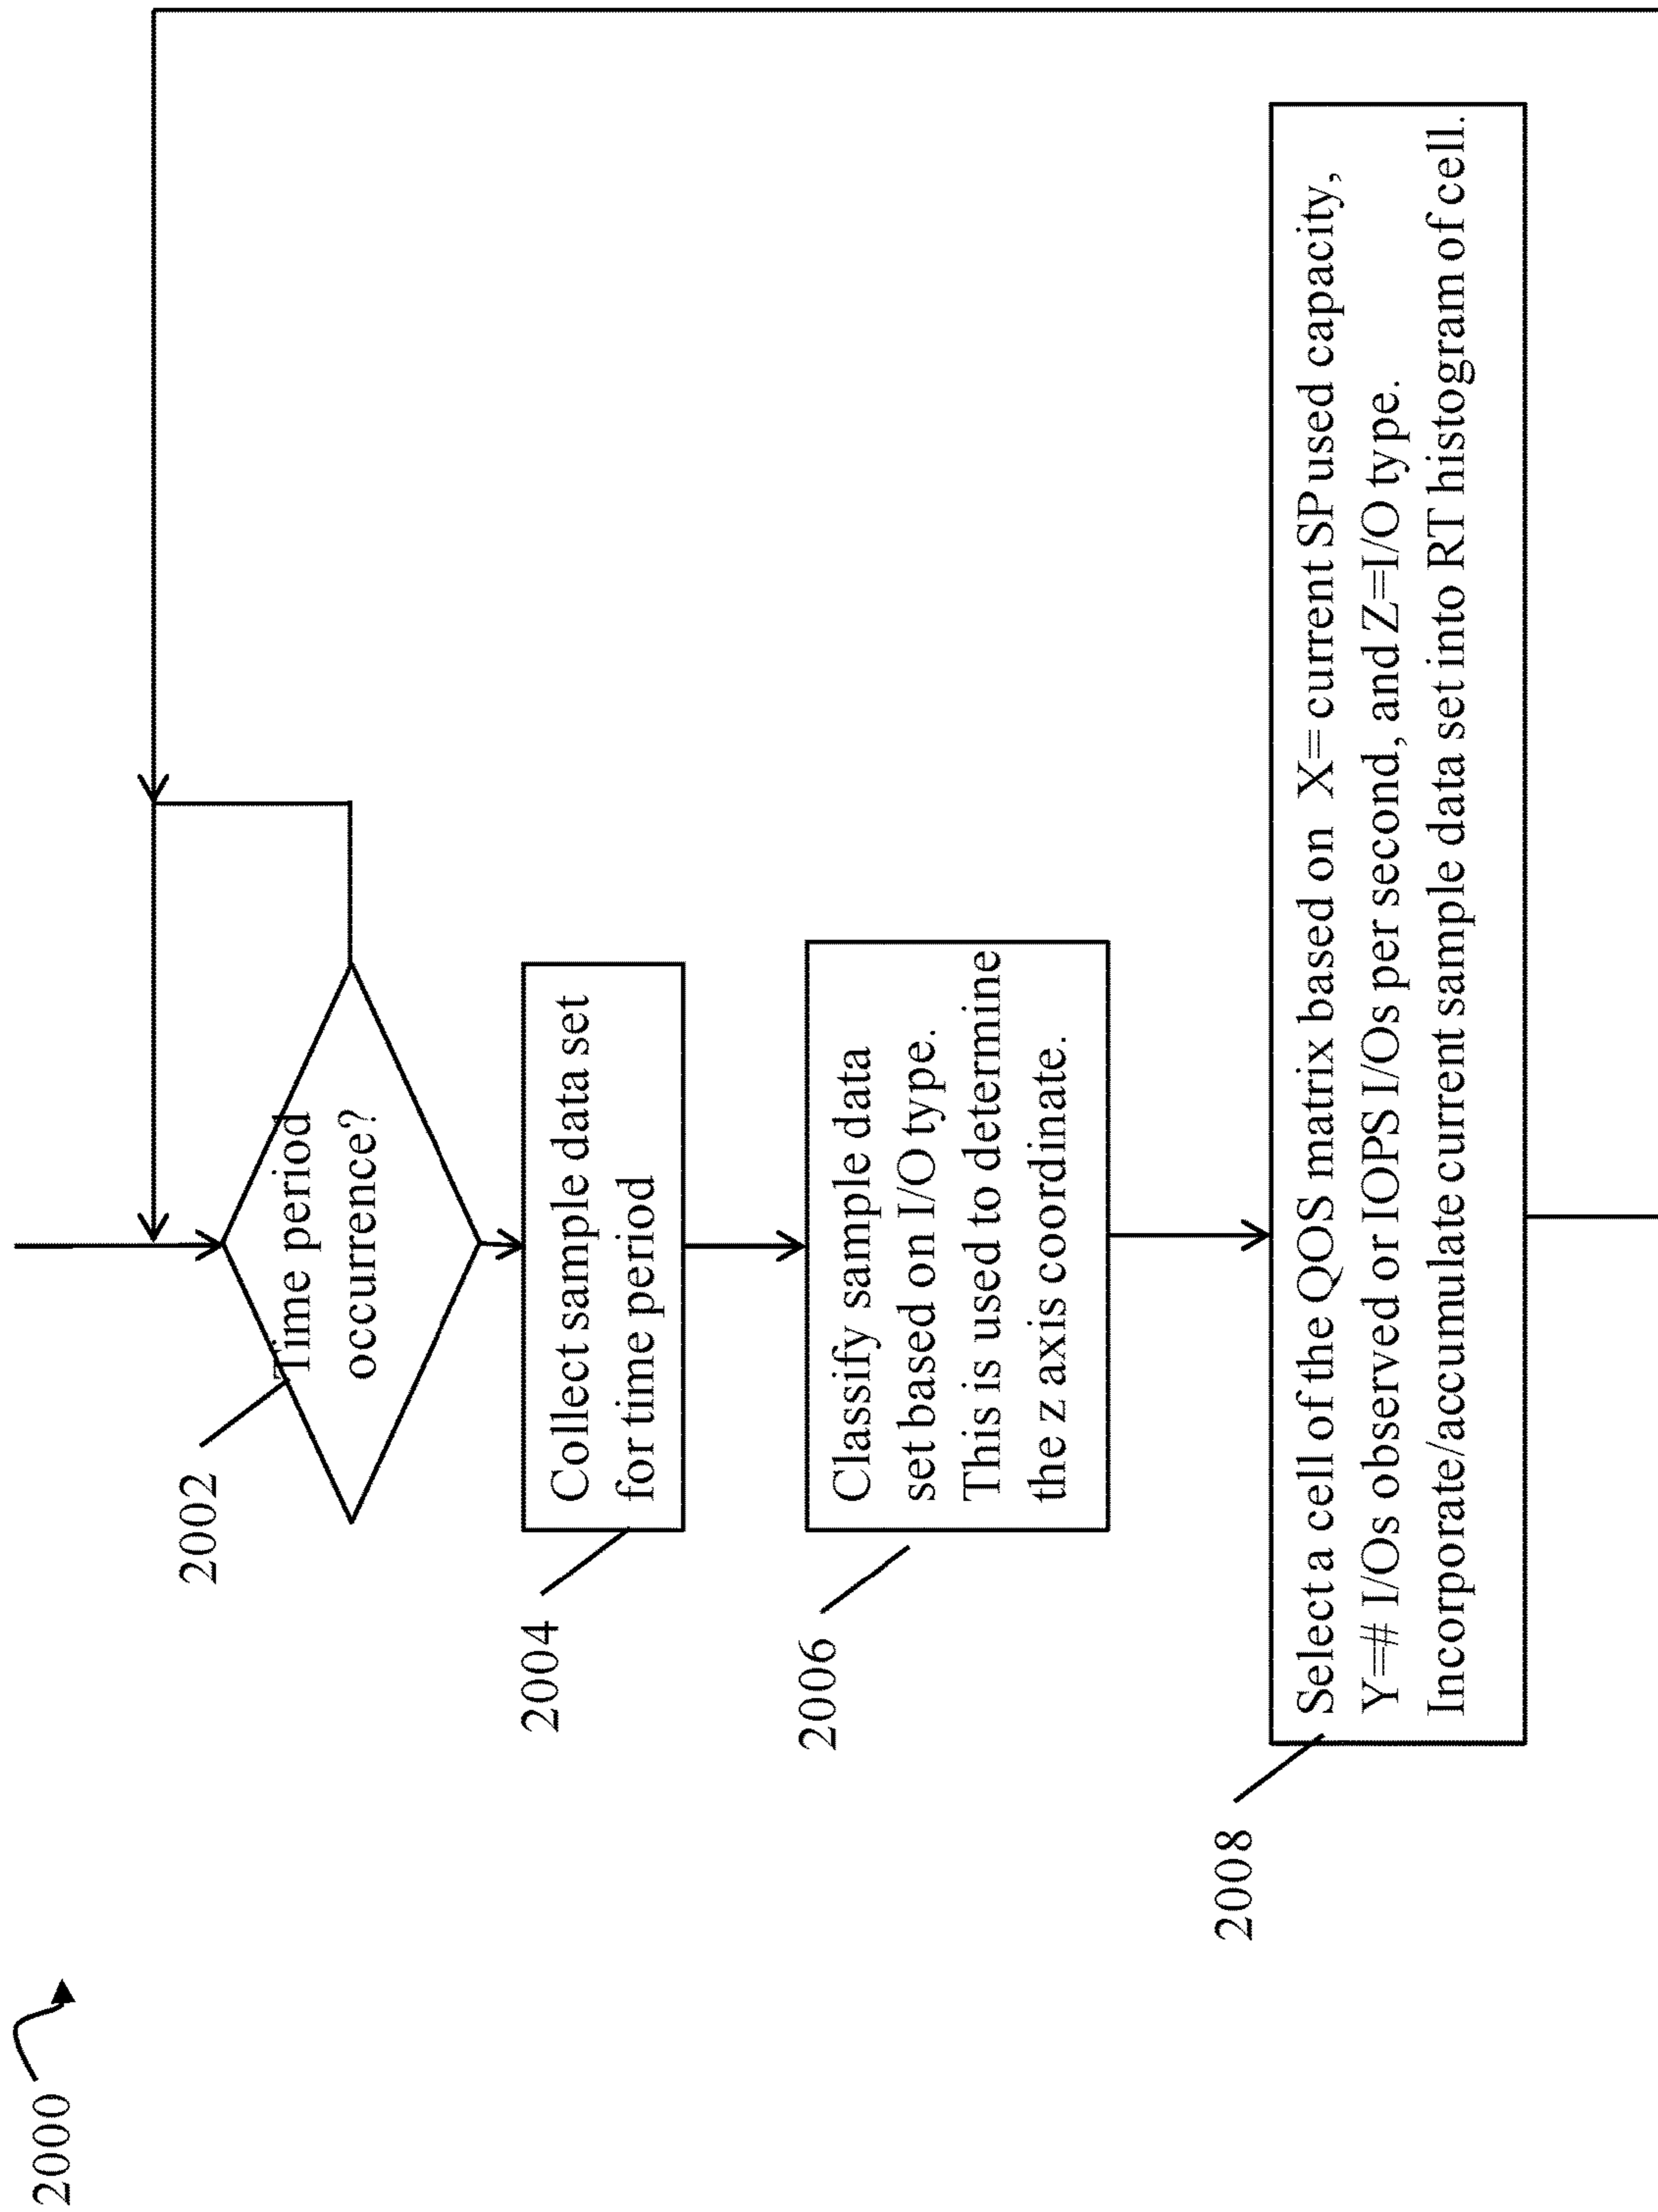 2000
2002
Time period
occurrence?
2004
Collect sample data set
for time period
2006
Classify sample data
set based on I/O type.
This is used to determine
the z axis coordinate.
2008
Select a cell of the QOS matrix based on X= current SP used capacity,
Y=# I/Os observed or IOPS I/Os per second, and Z=I/O type.
Incorporate/accumulate current sample data set into RT histogram of cell.